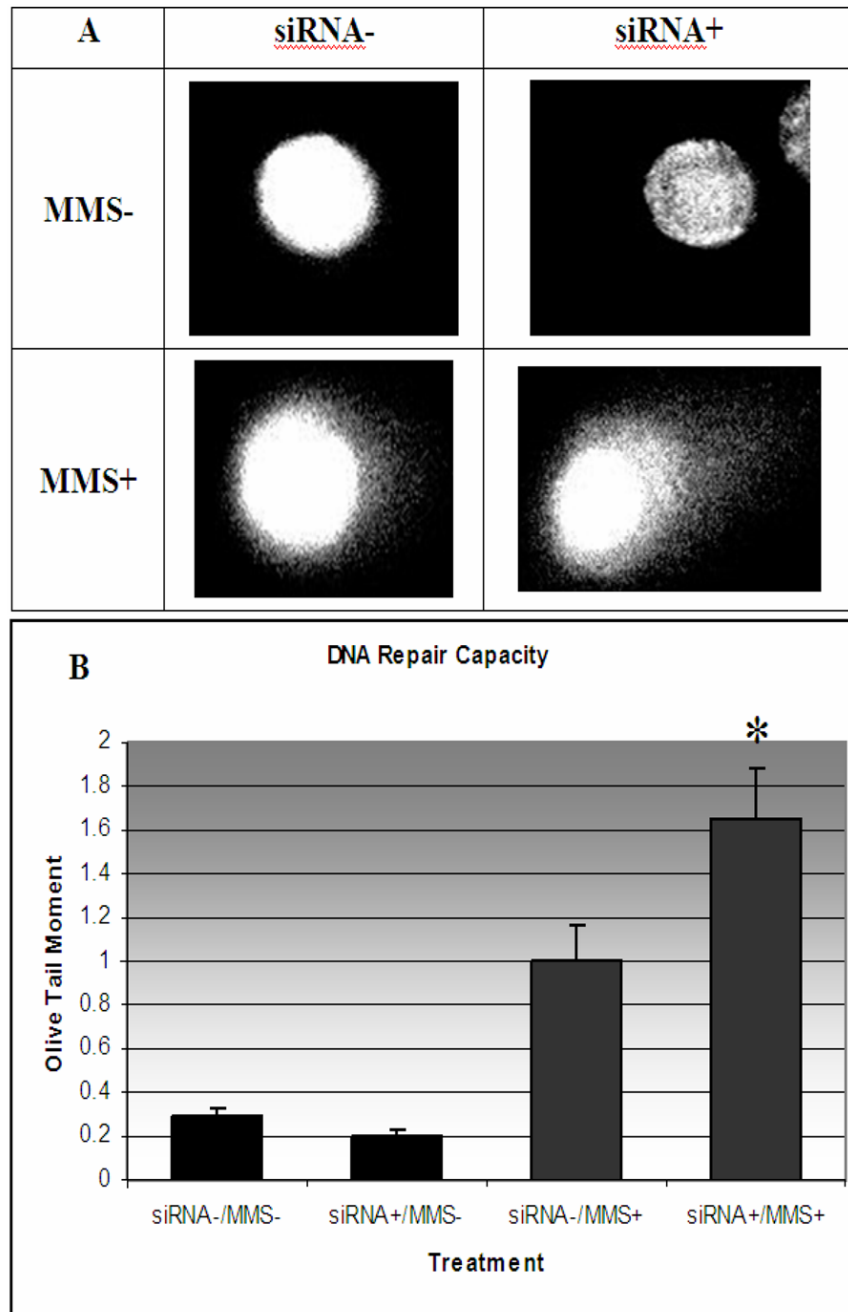 A siRNA- siRNA+
MMS-
MMS+
B
DNA Repair Capacity
*
2
1.8
1.6
1.4
1.2
1
0.8
0.6
0.4
0.2
0
Olive Tail Moment
siRNA-/MMS- siRNA+/MMS- siRNA-/MMS+ siRNA+/MMS+
Treatment